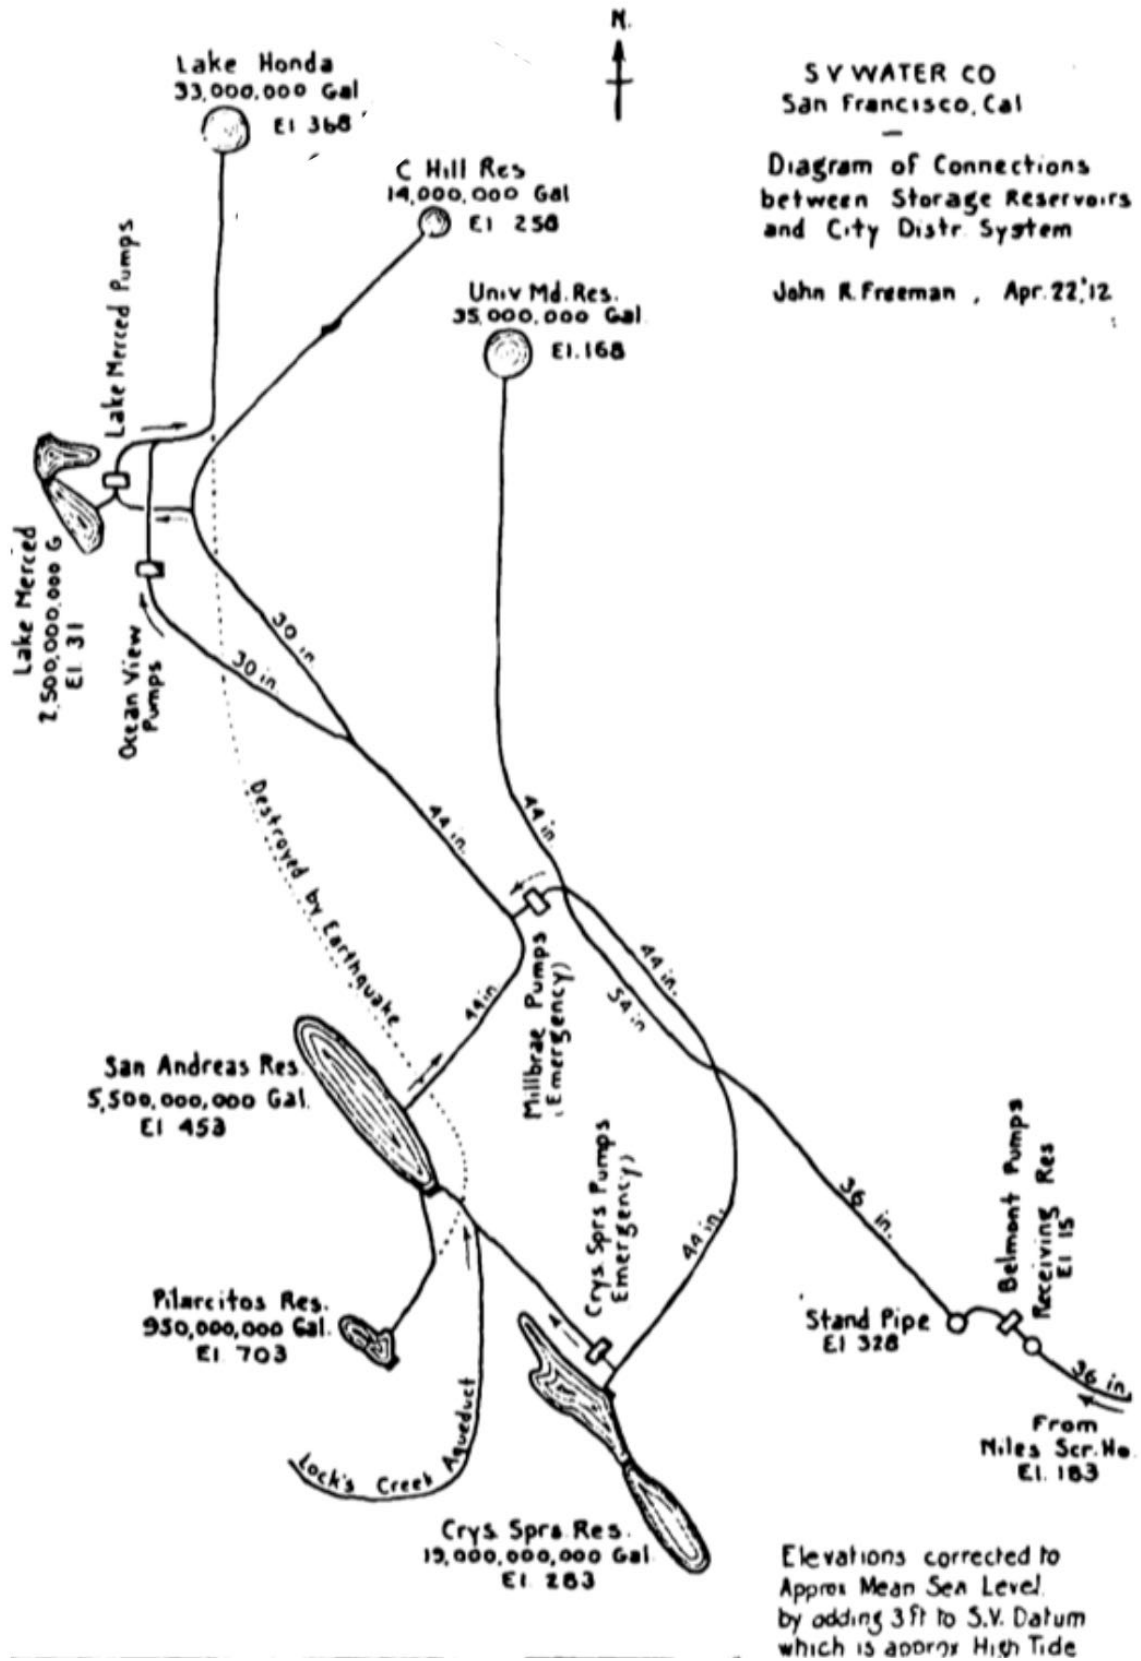 N.
S V WATER CO
San Francisco, Cal
Diagram of Connections
between Storage Reservoirs
and City Distr. System
John R. Freeman, Apr. 22, '12
Lake Honda
33,000,000 Gal
El 368
C Hill Res
14,000,000 Gal
El 258
Univ Md. Res.
35,000,000 Gal.
El. 168
Lake Merced Pumps
Lake Merced
2,500,000,000 G
El 31
Ocean View
Pumps
30 in.
30 in.
Destroyed by Earthquake
44 in.
44 in.
44 in.
54 in
44 in
Millbrae Pumps
(Emergency)
San Andreas Res.
5,500,000,000 Gal.
El 453
Crys. Sprs Pumps
Emergency)
44 in.
36 in.
Belmont Pumps
Receiving Res
El 15
Stand Pipe
El 328
36 in.
From
Niles Scr. Ho.
El. 183
Pilarcitos Res.
950,000,000 Gal.
El. 703
Lock's Creek Aqueduct
Crys. Sprs. Res.
19,000,000,000 Gal.
El. 283
Elevations corrected to
Approx Mean Sea Level.
by adding 3 ft to S.V. Datum
which is approx High Tide